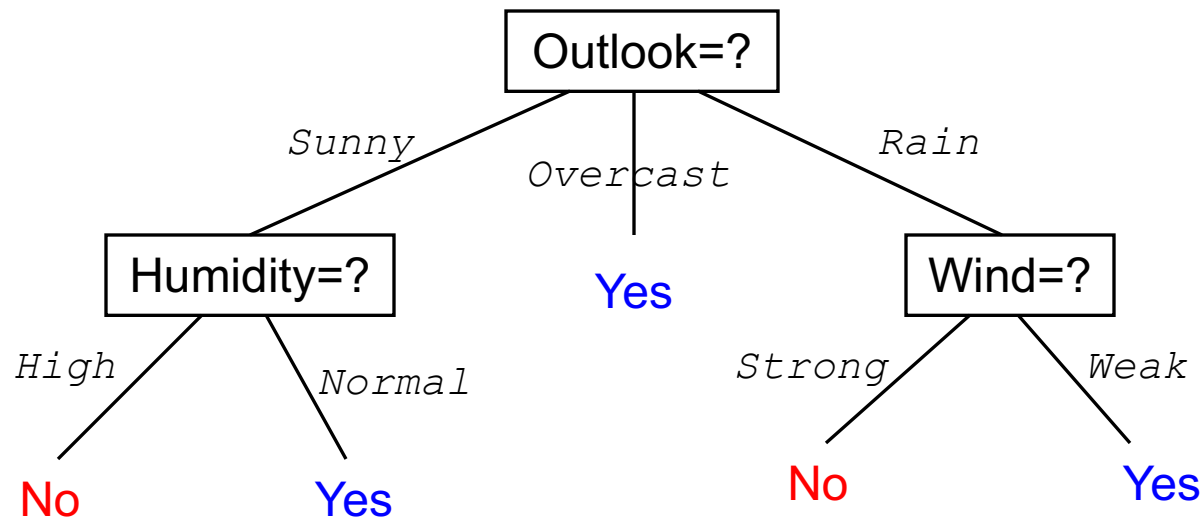 Outlook=?
Sunny
Overcast
Rain
Humidity=?
Yes
Wind=?
High
Normal
Strong
Weak
No
Yes
No
Yes